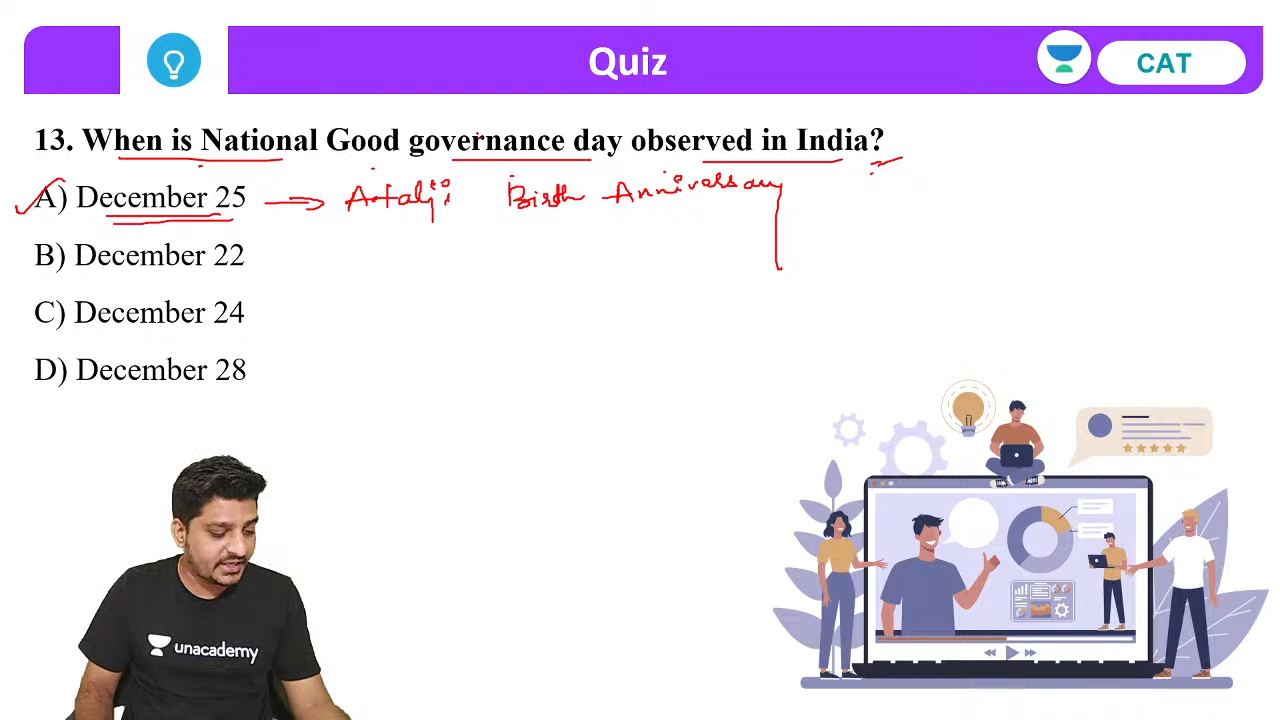 Quiz
CAT
13. When is National Good governance day observed in India?
A) December 25 → Atalji Birth Anniversary
B) December 22
C) December 24
D) December 28
unacademy